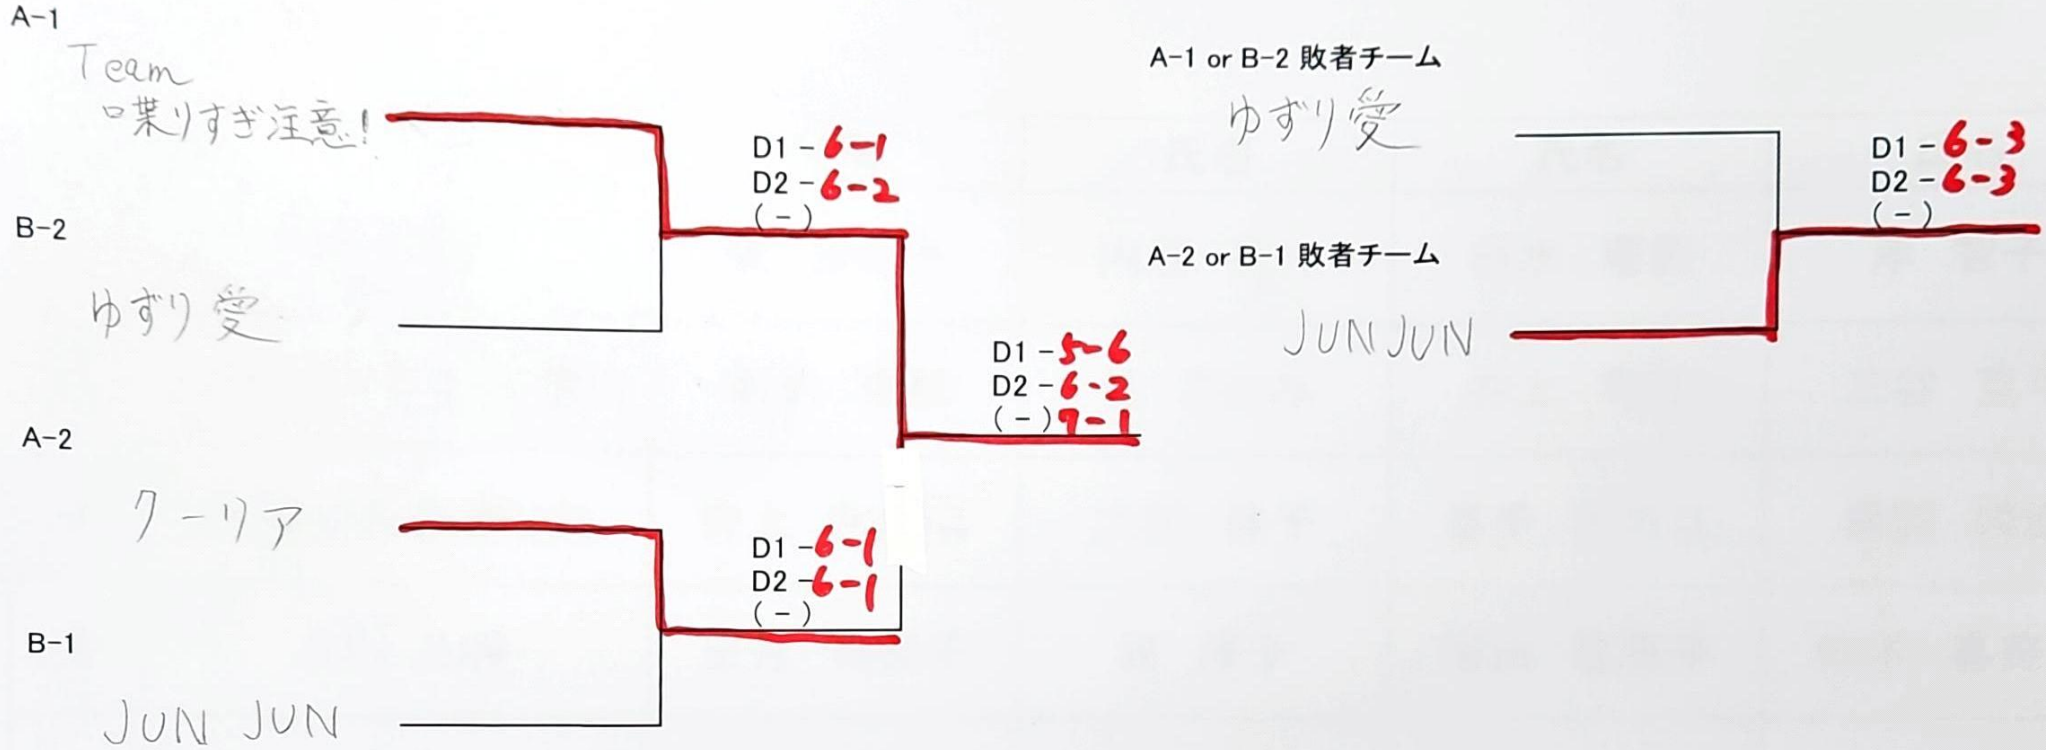 A-1
Team
喋りすぎ注意!
D1 - 6-1
D2 - 6-2
( - )
B-2
ゆずり愛
D1 - 5-6
D2 - 6-2
( - ) 7-1
A-2
クーリア
D1 - 6-1
D2 - 6-1
( - )
B-1
JUN JUN
A-1 or B-2 敗者チーム
ゆずり愛
D1 - 6-3
D2 - 6-3
( - )
A-2 or B-1 敗者チーム
JUN JUN